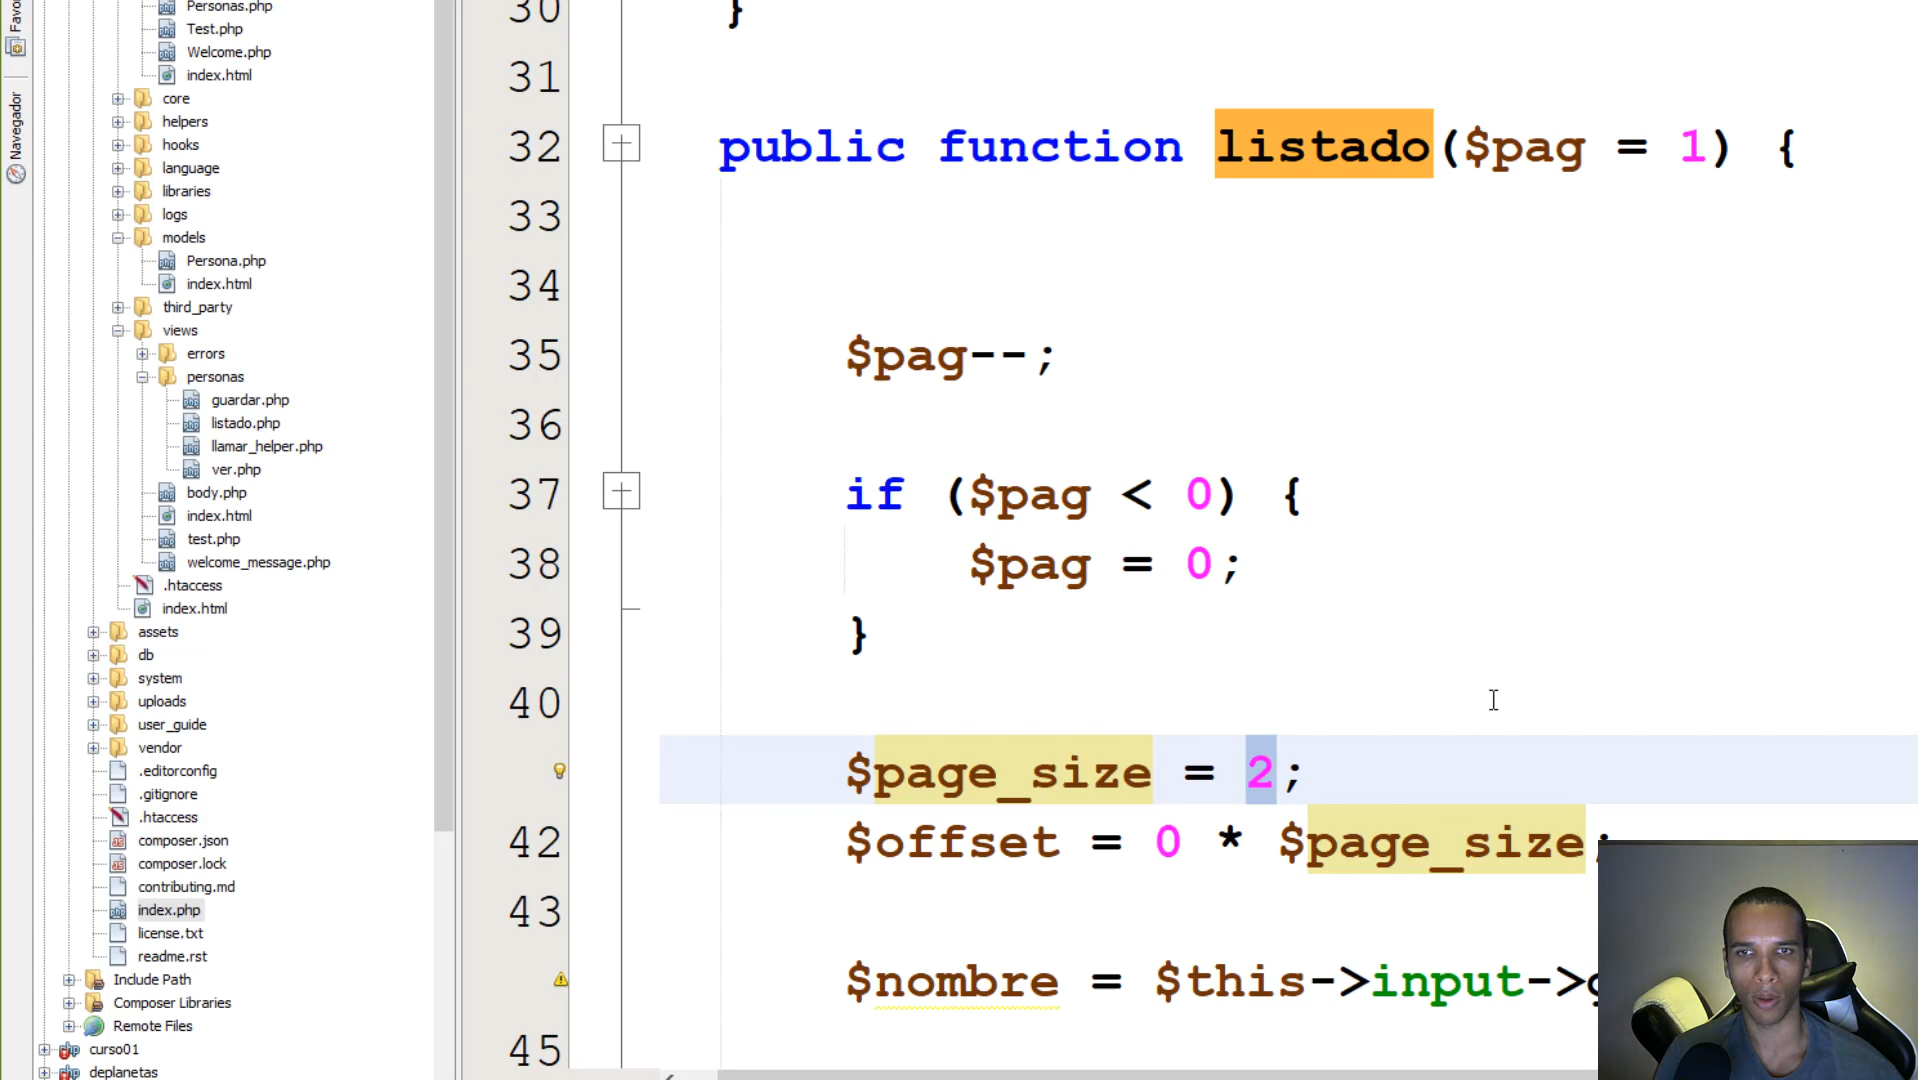 Favo
Navegador
Personas.php
Test.php
Welcome.php
index.html
core
helpers
hooks
language
libraries
logs
models
Persona.php
index.html
third_party
views
errors
personas
guardar.php
listado.php
llamar_helper.php
ver.php
body.php
index.html
test.php
welcome_message.php
.htaccess
index.html
assets
db
system
uploads
user_guide
vendor
.editorconfig
.gitignore
.htaccess
composer.json
composer.lock
contributing.md
index.php
license.txt
readme.rst
Include Path
Composer Libraries
Remote Files
curso01
deplanetas
30 }
31
32 public function listado($pag = 1) {
33
34
35 $pag--;
36
37 if ($pag < 0) {
38 $pag = 0;
39 }
40
$page_size = 2;
42 $offset = 0 * $page_size;
43
$nombre = $this->input->g
45